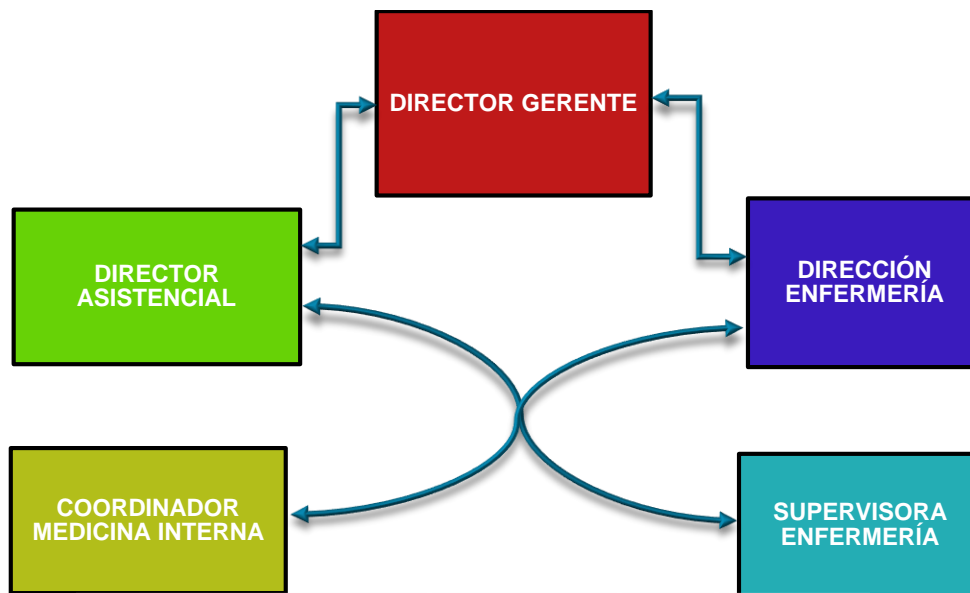 DIRECTOR GERENTE
DIRECTOR
ASISTENCIAL
DIRECCIÓN
ENFERMERÍA
COORDINADOR
MEDICINA INTERNA
SUPERVISORA
ENFERMERÍA